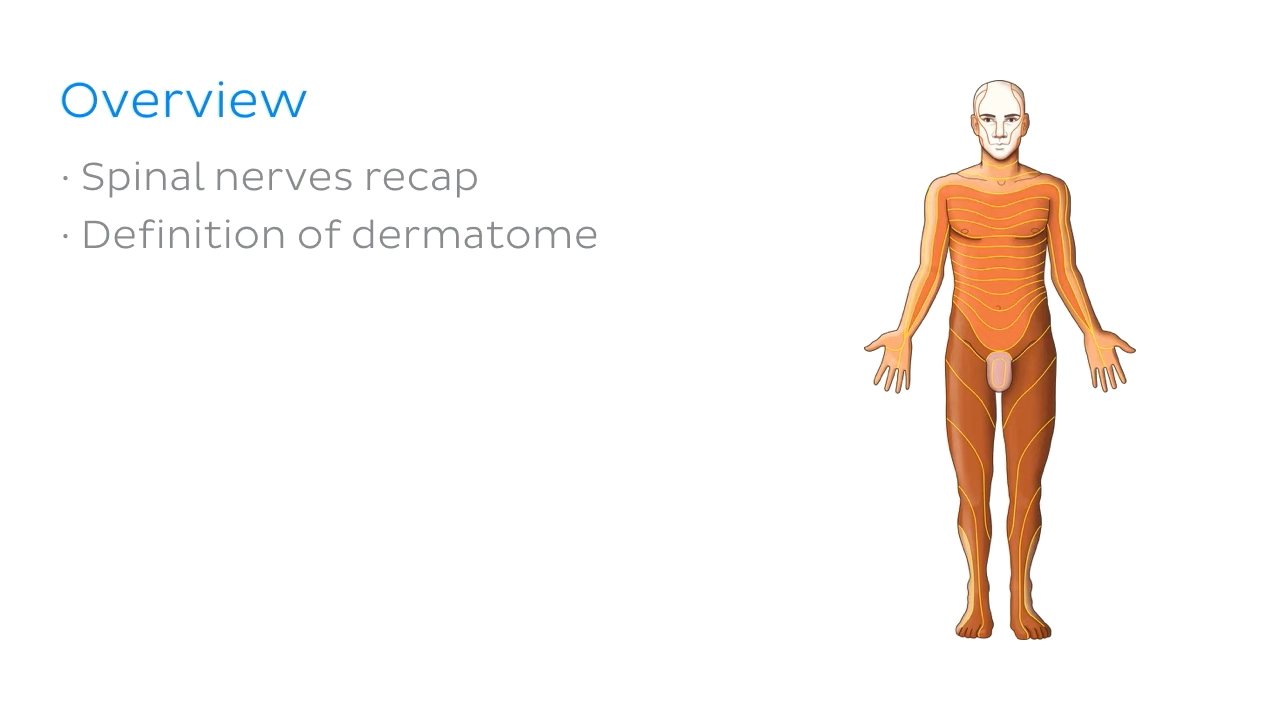 Overview
· Spinal nerves recap
· Definition of dermatome